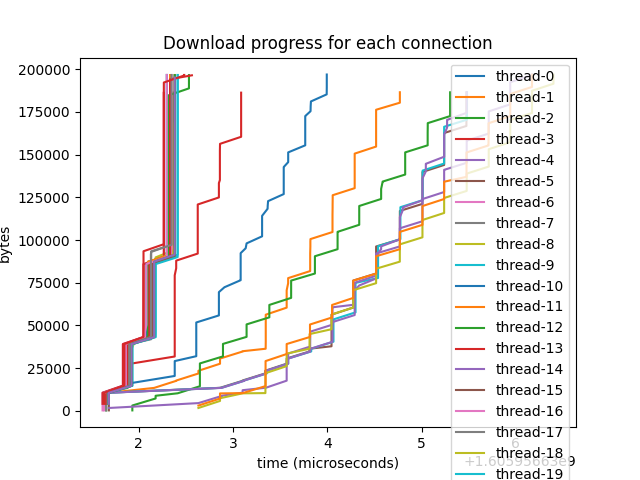 Download progress for each connection
200000
175000
150000
125000
100000
75000
50000
25000
0
bytes
2
3
4
5
6
time (microseconds)
+1.60595663e9
thread-0
thread-1
thread-2
thread-3
thread-4
thread-5
thread-6
thread-7
thread-8
thread-9
thread-10
thread-11
thread-12
thread-13
thread-14
thread-15
thread-16
thread-17
thread-18
thread-19